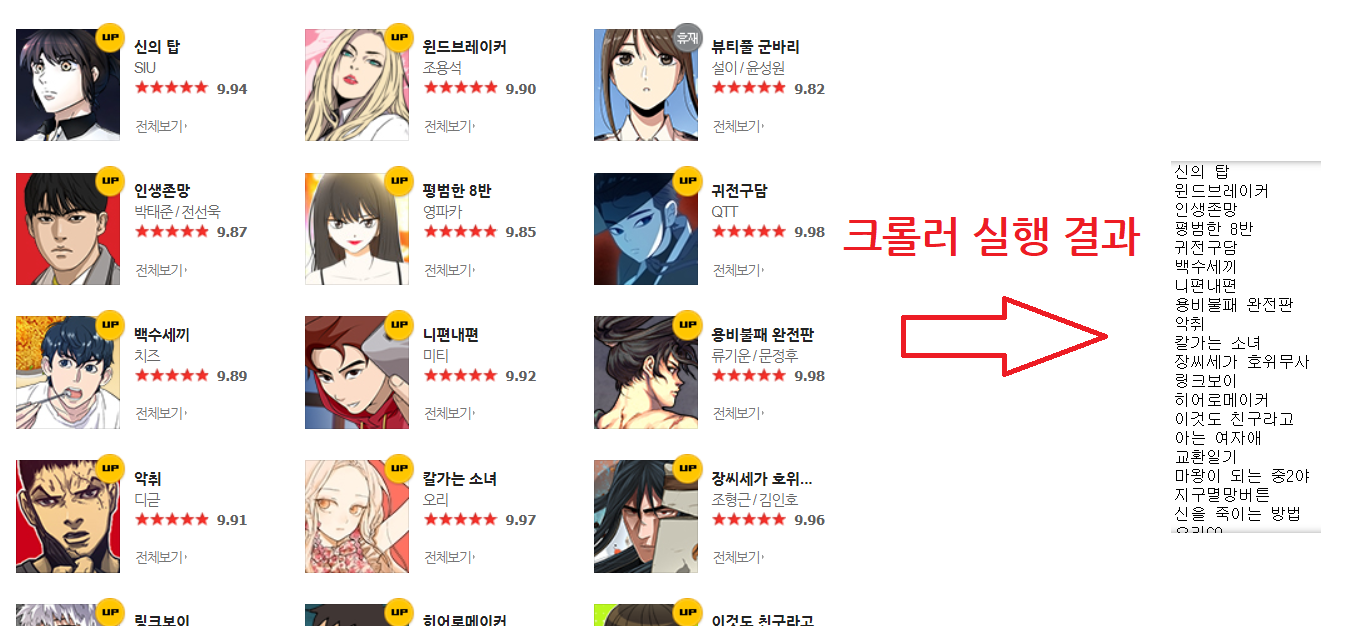 UP
신의 탑
SIU
★★★★★ 9.94
전체보기›
UP
윈드브레이커
조용석
★★★★★ 9.90
전체보기›
휴재
뷰티풀 군바리
설이 / 윤성원
★★★★★ 9.82
전체보기›
UP
인생존망
박태준 / 전선욱
★★★★★ 9.87
전체보기›
UP
평범한 8반
영파카
★★★★★ 9.85
전체보기›
UP
귀전구담
QTT
★★★★★ 9.98
전체보기›
UP
백수세끼
치즈
★★★★★ 9.89
전체보기›
UP
니편내편
미티
★★★★★ 9.92
전체보기›
UP
용비불패 완전판
류기운 / 문정후
★★★★★ 9.98
전체보기›
UP
악취
디귿
★★★★★ 9.91
전체보기›
UP
칼가는 소녀
오리
★★★★★ 9.97
전체보기›
UP
장씨세가 호위...
조형근 / 김인호
★★★★★ 9.96
전체보기›
UP
링크보이
UP
히어로메이커
UP
이것도 친구라고
크롤러 실행 결과
신의 탑
윈드브레이커
인생존망
평범한 8반
귀전구담
백수세끼
니편내편
용비불패 완전판
악취
칼가는 소녀
장씨세가 호위무사
링크보이
히어로메이커
이것도 친구라고
아는 여자애
교환일기
마왕이 되는 중2야
지구멸망버튼
신을 죽이는 방법